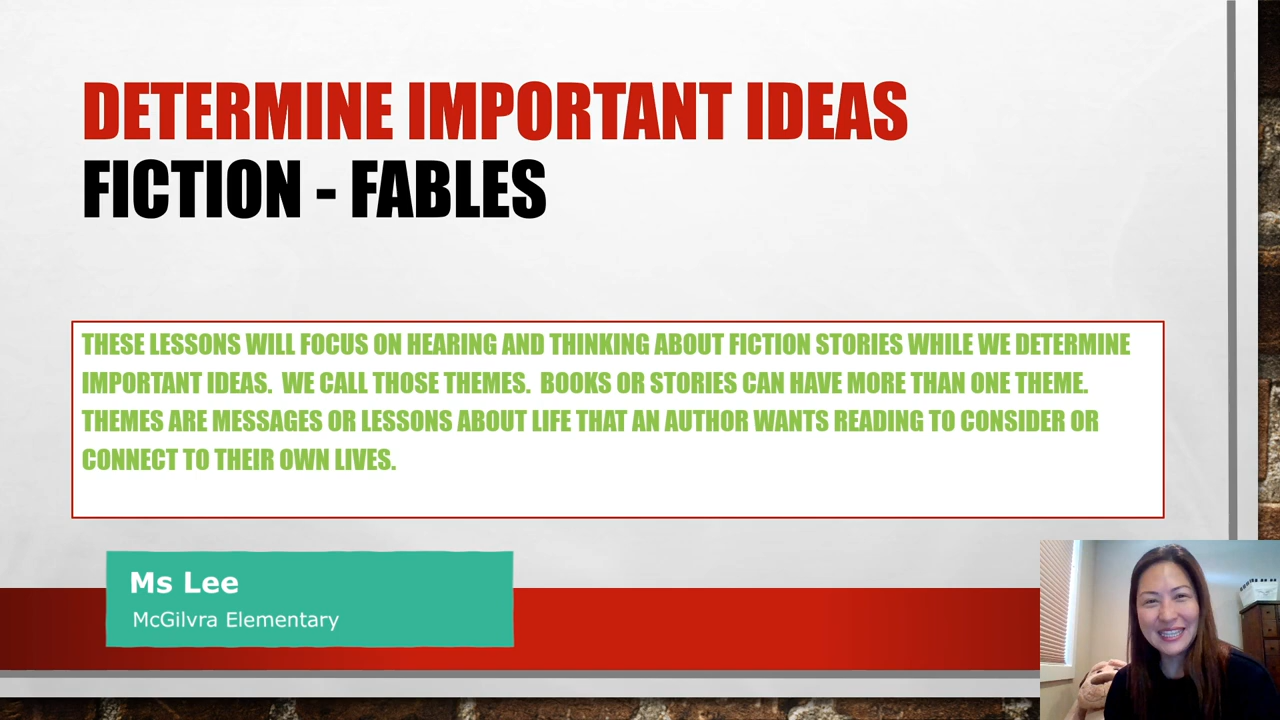 DETERMINE IMPORTANT IDEAS
FICTION - FABLES
THESE LESSONS WILL FOCUS ON HEARING AND THINKING ABOUT FICTION STORIES WHILE WE DETERMINE
IMPORTANT IDEAS. WE CALL THOSE THEMES. BOOKS OR STORIES CAN HAVE MORE THAN ONE THEME.
THEMES ARE MESSAGES OR LESSONS ABOUT LIFE THAT AN AUTHOR WANTS READING TO CONSIDER OR
CONNECT TO THEIR OWN LIVES.
Ms Lee
McGilvra Elementary